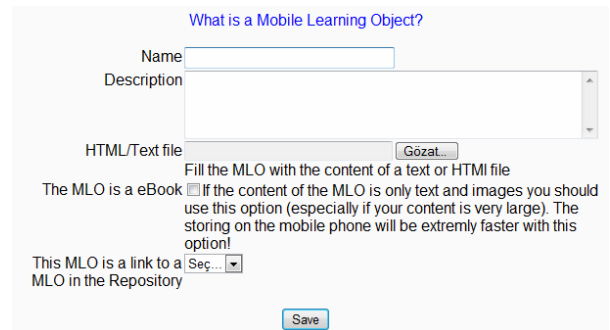 What is a Mobile Learning Object?
Name
Description
HTML/Text file Gözat...
Fill the MLO with the content of a text or HTMl file
The MLO is a eBook If the content of the MLO is only text and images you should
use this option (especially if your content is very large). The
storing on the mobile phone will be extremly faster with this
option!
This MLO is a link to a Seç...
MLO in the Repository
Save